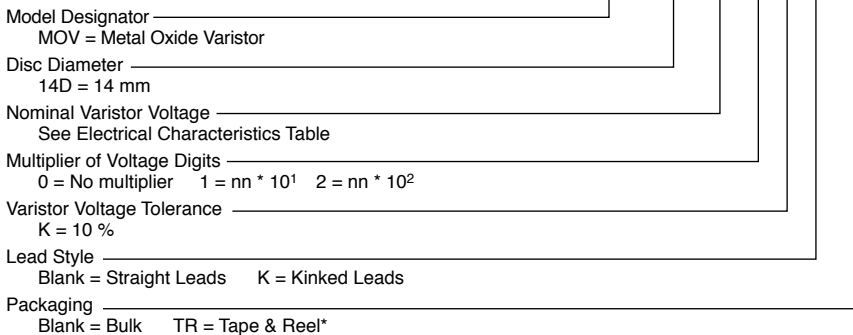 Model Designator
MOV = Metal Oxide Varistor
Disc Diameter
14D = 14 mm
Nominal Varistor Voltage
See Electrical Characteristics Table
Multiplier of Voltage Digits
0 = No multiplier 1 = nn * 10¹ 2 = nn * 10²
Varistor Voltage Tolerance
K = 10 %
Lead Style
Blank = Straight Leads K = Kinked Leads
Packaging
Blank = Bulk TR = Tape & Reel*